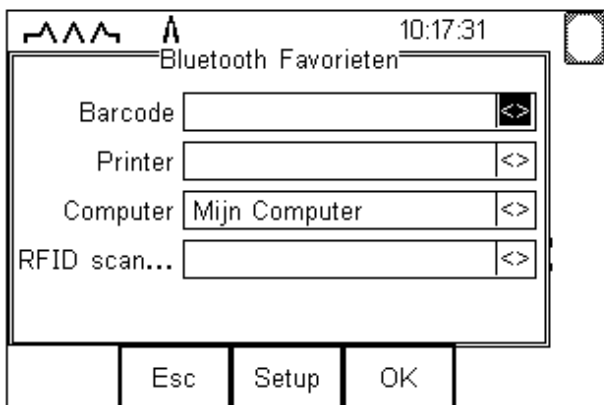 10:17:31
Bluetooth Favorieten
Barcode <>
Printer <>
Computer Mijn Computer <>
RFID scan... <>
Esc Setup OK